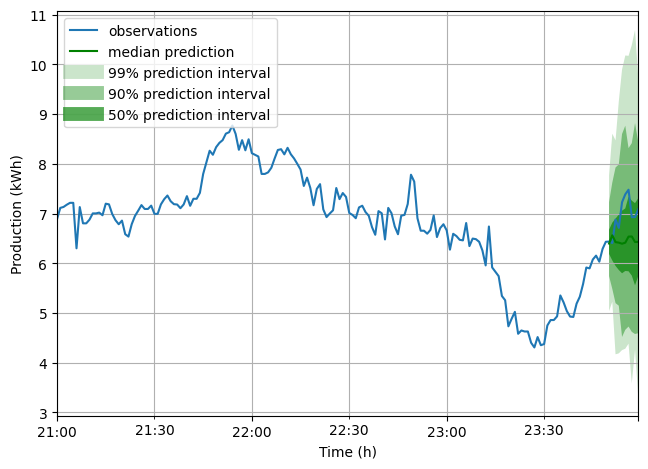 observations
median prediction
99% prediction interval
90% prediction interval
50% prediction interval
11
10
9
8
7
6
5
4
3
Production (kWh)
21:00
21:30
22:00
22:30
23:00
23:30
Time (h)